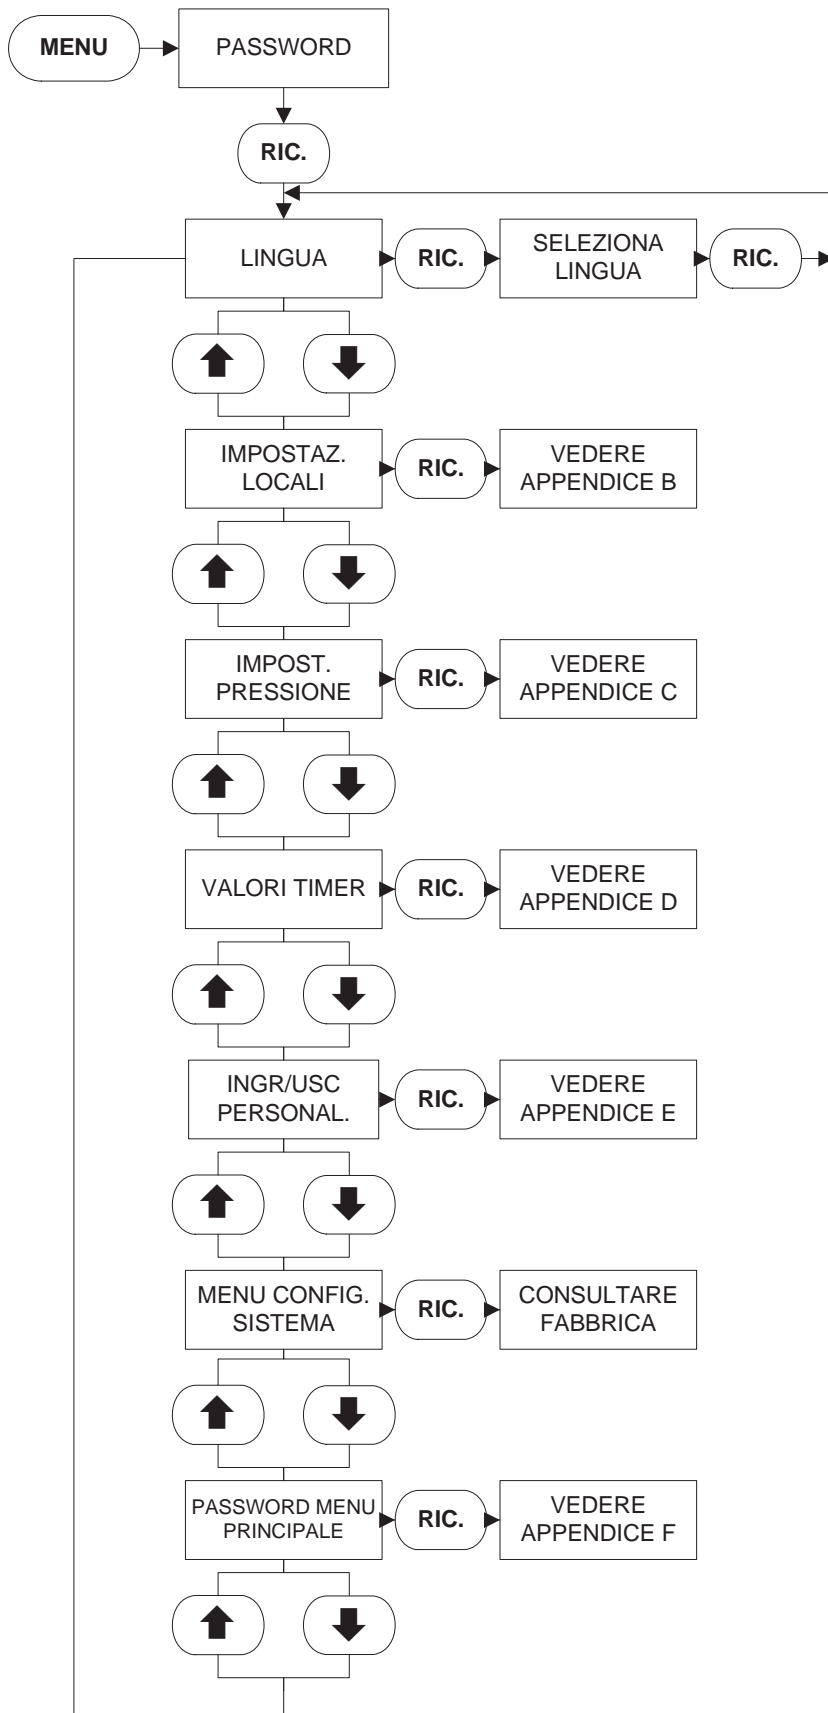 MENU
PASSWORD
RIC.
LINGUA
RIC.
SELEZIONA
LINGUA
RIC.
IMPOSTAZ.
LOCALI
RIC.
VEDERE
APPENDICE B
IMPOST.
PRESSIONE
RIC.
VEDERE
APPENDICE C
VALORI TIMER
RIC.
VEDERE
APPENDICE D
INGR/USC
PERSONAL.
RIC.
VEDERE
APPENDICE E
MENU CONFIG.
SISTEMA
RIC.
CONSULTARE
FABBRICA
PASSWORD MENU
PRINCIPALE
RIC.
VEDERE
APPENDICE F